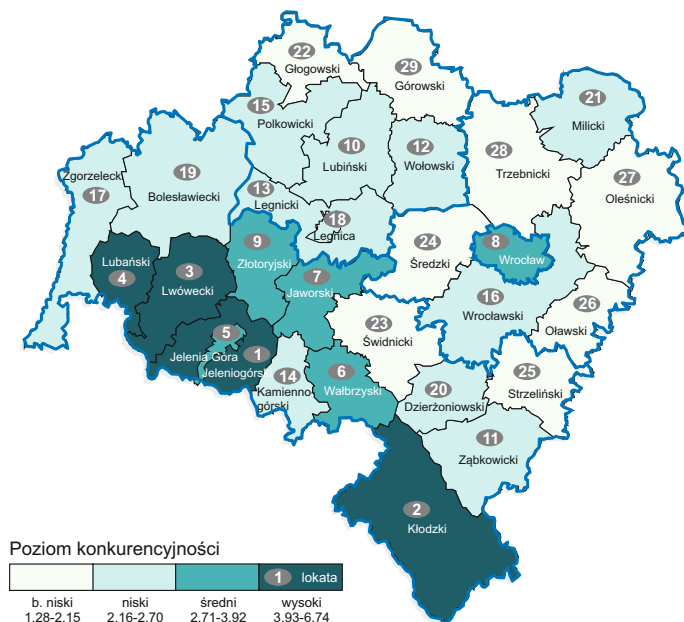 22
Głogowski
29
Górowski
15
Polkowicki
21
Milicki
10
Lubiński
12
Wołowski
28
Trzebnicki
19
Bolesławiecki
Zgorzeleck
17
13
Legnicki
27
Oleśnicki
18
Legnica
9
Złotoryjski
24
Średzki
8
Wrocław
Lubański
4
3
Lwówecki
7
Jaworski
16
Wrocławski
26
Oławski
23
Świdnicki
5
Jelenia Góra
1
Jeleniogórsk
14
Kamienno
górski
6
Wałbrzyski
20
Dzierżoniowski
25
Strzeliński
11
Ząbkowicki
2
Kłodzki
Poziom konkurencyjności
1 lokata
b. niski niski średni wysoki
1.28-2.15 2.16-2.70 2.71-3.92 3.93-6.74